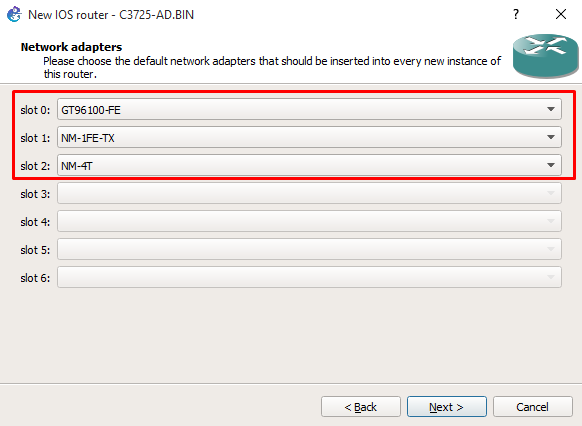 New IOS router - C3725-AD.BIN
Network adapters
Please choose the default network adapters that should be inserted into every new instance of
this router.
slot 0: GT96100-FE
slot 1: NM-1FE-TX
slot 2: NM-4T
slot 3:
slot 4:
slot 5:
slot 6:
< Back Next > Cancel